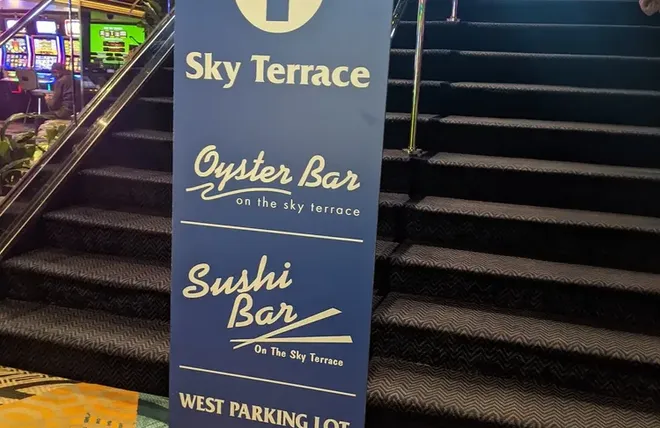 Sky Terrace
Oyster Bar
on the sky terrace
Sushi
Bar
On The Sky Terrace
WEST PARKING LOT